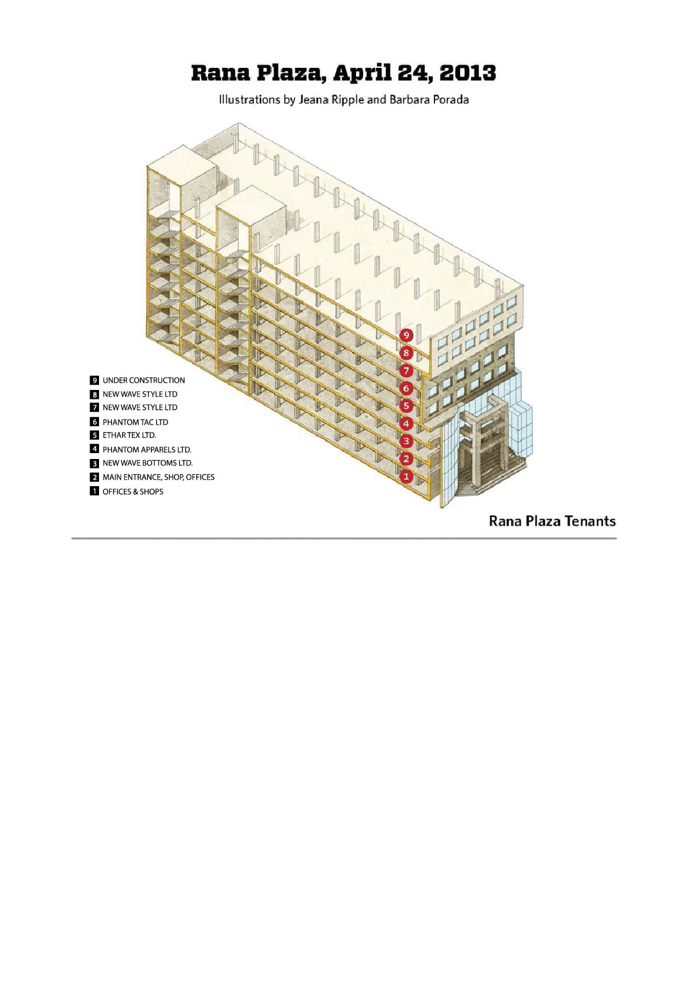 Rana Plaza, April 24, 2013
Illustrations by Jeana Ripple and Barbara Porada
9
8
7
6
5
4
3
2
1
9 UNDER CONSTRUCTION
8 NEW WAVE STYLE LTD
7 NEW WAVE STYLE LTD
6 PHANTOM TAC LTD
5 ETHAR TEX LTD.
4 PHANTOM APPARELS LTD.
3 NEW WAVE BOTTOMS LTD.
2 MAIN ENTRANCE, SHOP, OFFICES
1 OFFICES & SHOPS
Rana Plaza Tenants